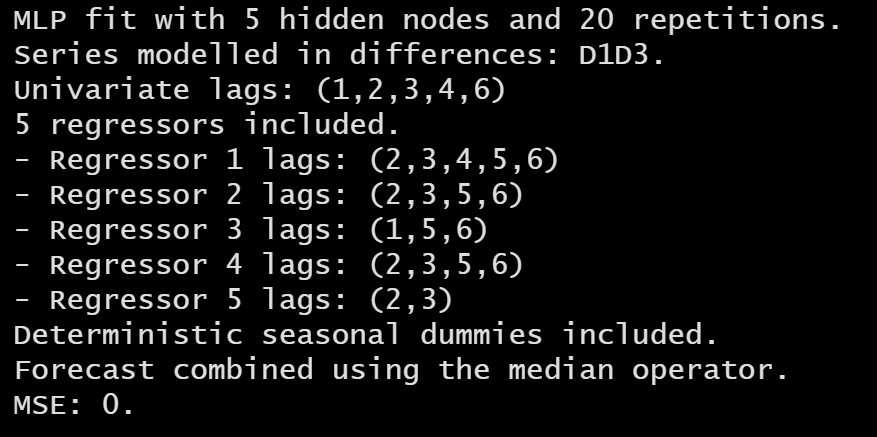 MLP fit with 5 hidden nodes and 20 repetitions.
Series modelled in differences: D1D3.
Univariate lags: (1,2,3,4,6)
5 regressors included.
- Regressor 1 lags: (2,3,4,5,6)
- Regressor 2 lags: (2,3,5,6)
- Regressor 3 lags: (1,5,6)
- Regressor 4 lags: (2,3,5,6)
- Regressor 5 lags: (2,3)
Deterministic seasonal dummies included.
Forecast combined using the median operator.
MSE: 0.